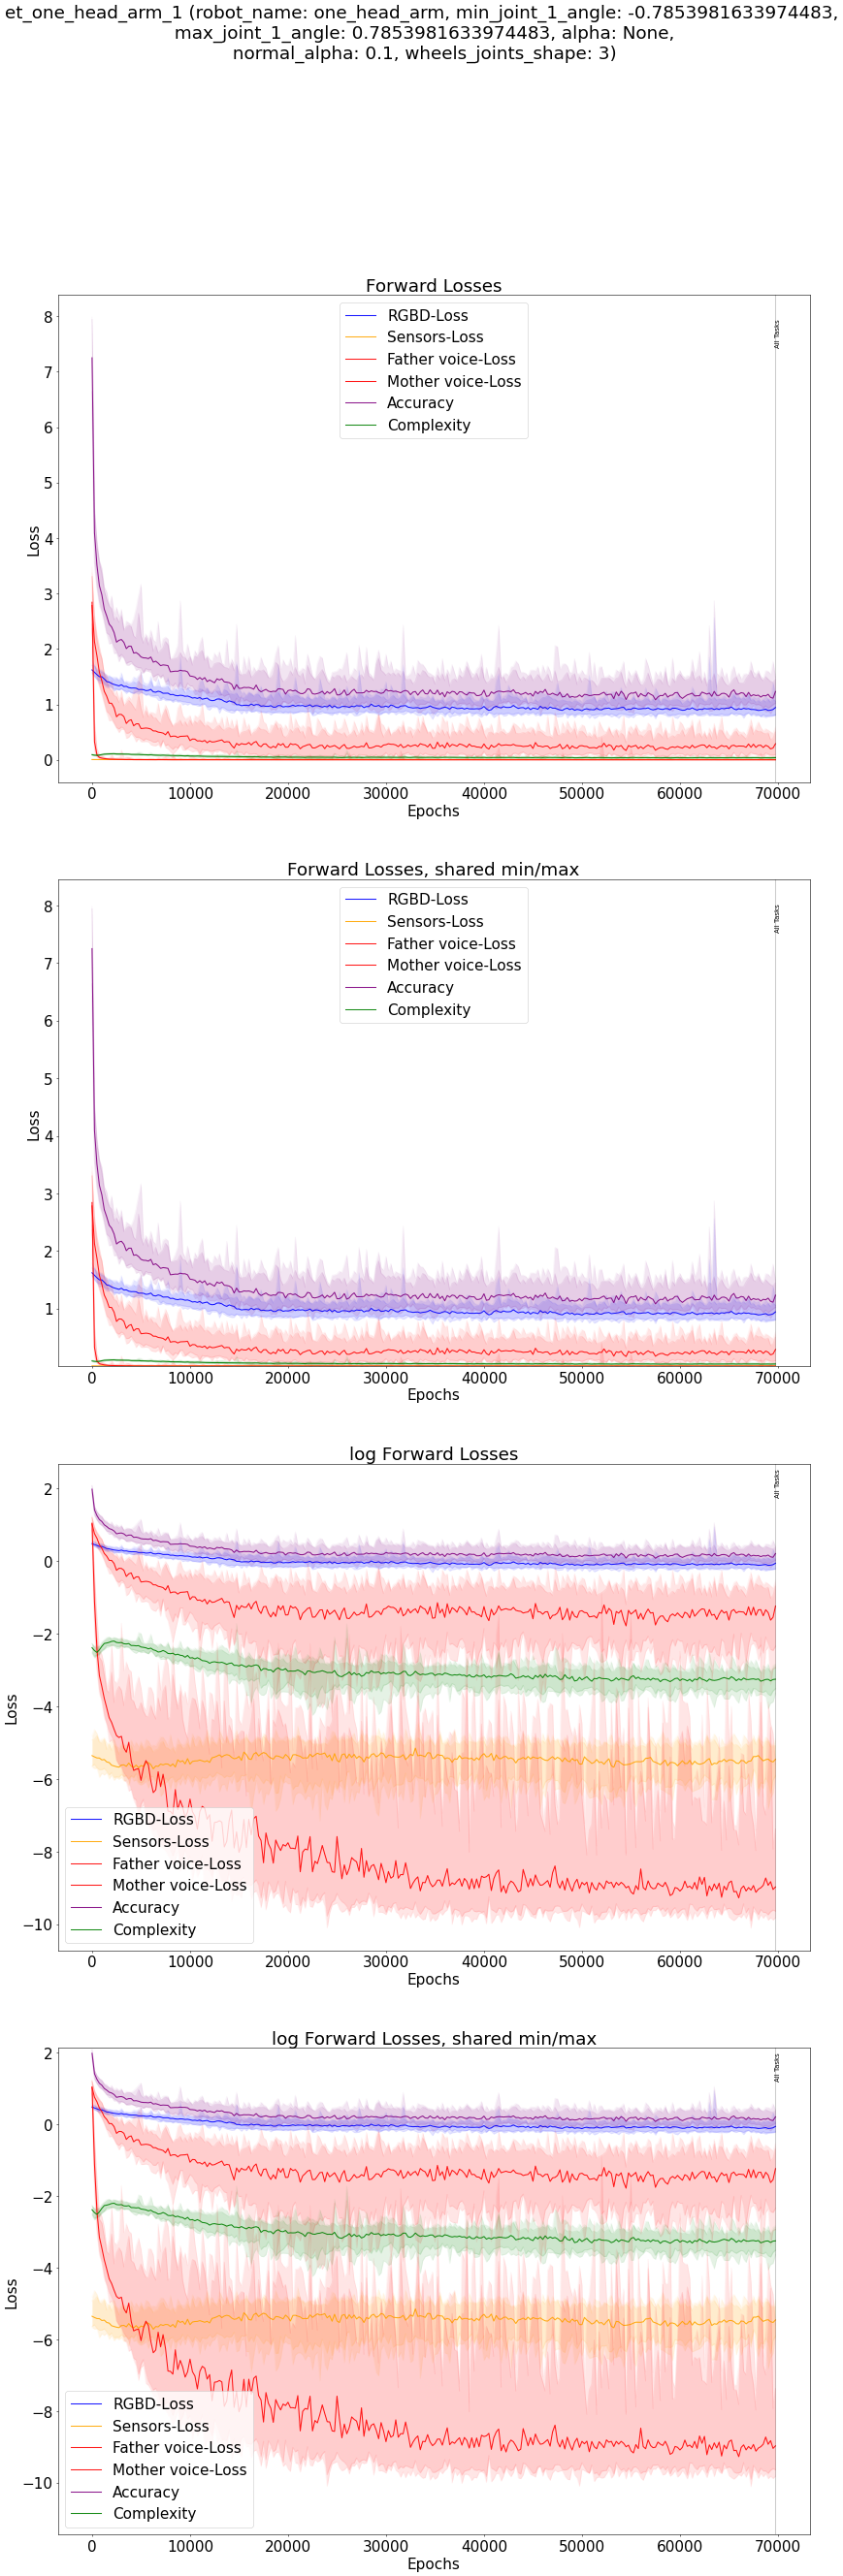 et_one_head_arm_1 (robot_name: one_head_arm, min_joint_1_angle: -0.7853981633974483,
max_joint_1_angle: 0.7853981633974483, alpha: None,
normal_alpha: 0.1, wheels_joints_shape: 3)
Forward Losses
RGBD-Loss
Sensors-Loss
Father voice-Loss
Mother voice-Loss
Accuracy
Complexity
All Tasks
8
7
6
5
4
3
2
1
0
Loss
0 10000 20000 30000 40000 50000 60000 70000
Epochs
Forward Losses, shared min/max
RGBD-Loss
Sensors-Loss
Father voice-Loss
Mother voice-Loss
Accuracy
Complexity
All Tasks
8
7
6
5
4
3
2
1
Loss
0 10000 20000 30000 40000 50000 60000 70000
Epochs
log Forward Losses
All Tasks
2
0
−2
−4
−6
−8
−10
Loss
RGBD-Loss
Sensors-Loss
Father voice-Loss
Mother voice-Loss
Accuracy
Complexity
0 10000 20000 30000 40000 50000 60000 70000
Epochs
log Forward Losses, shared min/max
All Tasks
2
0
−2
−4
−6
−8
−10
Loss
RGBD-Loss
Sensors-Loss
Father voice-Loss
Mother voice-Loss
Accuracy
Complexity
0 10000 20000 30000 40000 50000 60000 70000
Epochs